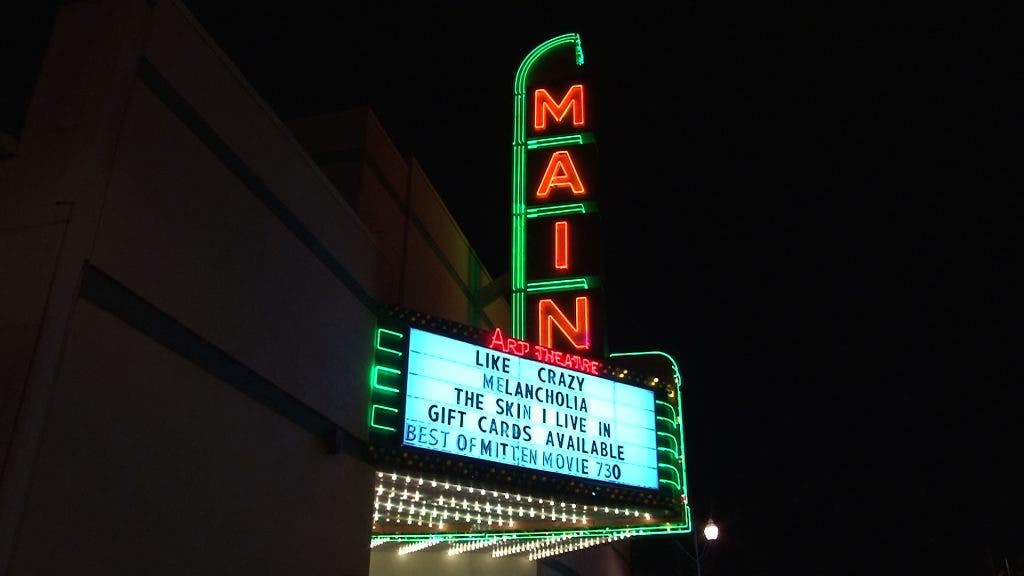 MAIN
ART THEATRE
LIKE CRAZY
MELANCHOLIA
THE SKIN I LIVE IN
GIFT CARDS AVAILABLE
BEST OF MITTEN MOVIE 730